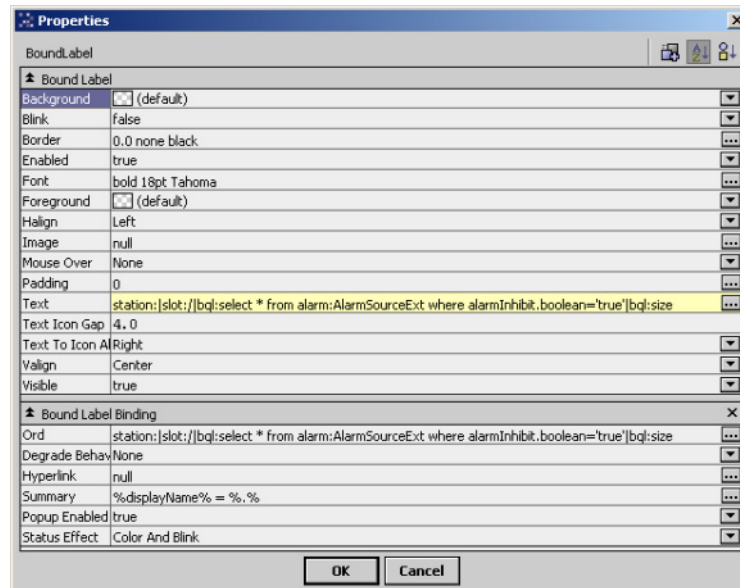 Properties
BoundLabel
Bound Label
Background (default)
Blink false
Border 0.0 none black
Enabled true
Font bold 18pt Tahoma
Foreground (default)
Halign Left
Image null
Mouse Over None
Padding 0
Text station:|slot:/|bql:select * from alarm:AlarmSourceExt where alarmInhibit.boolean='true'|bql:size
Text Icon Gap 4.0
Text To Icon Al Right
Valign Center
Visible true
Bound Label Binding
Ord station:|slot:/|bql:select * from alarm:AlarmSourceExt where alarmInhibit.boolean='true'|bql:size
Degrade Behav None
Hyperlink null
Summary %displayName% = %.%
Popup Enabled true
Status Effect Color And Blink
OK Cancel